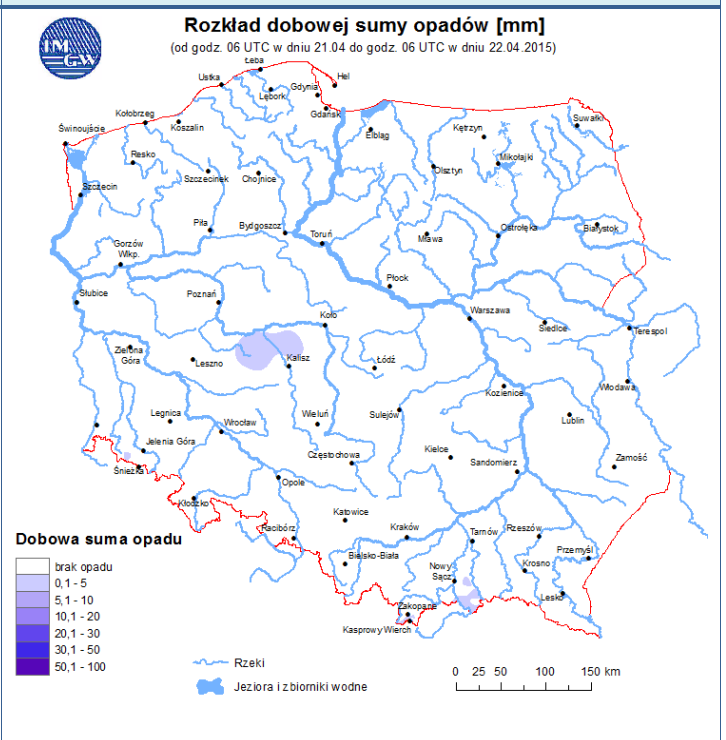 Rozkład dobowej sumy opadów [mm]
(od godz. 06 UTC w dniu 21.04 do godz. 06 UTC w dniu 22.04.2015)
IM
GW
Łeba
Ustka
Hel
Gdynia
Lębork
Kołobrzeg
Gdańsk
Suwałki
Świnoujście
Koszalin
Kętrzyn
Elbląg
Resko
Mikołajki
Olsztyn
Szczecinek
Chojnice
Szczecin
Piła
Bydgoszcz
Toruń
Mława
Ostrołęka
Białystok
Gorzów
Wlkp.
Płock
Słubice
Poznań
Koło
Warszawa
Siedlce
Terespol
Zielona
Góra
Leszno
Kalisz
Łódź
Kozienice
Włodawa
Legnica
Wrocław
Wieluń
Sulejów
Lublin
Jelenia Góra
Częstochowa
Kielce
Sandomierz
Zamość
Śnieżka
Opole
Kłodzko
Katowice
Racibórz
Kraków
Tarnów
Rzeszów
Przemyśl
Bielsko-Biała
Nowy
Sącz
Krosno
Lesko
Zakopane
Kasprowy Wierch
Dobowa suma opadu
brak opadu
0,1 - 5
5,1 - 10
10,1 - 20
20,1 - 30
30,1 - 50
50,1 - 100
Rzeki
Jeziora i zbiorniki wodne
0 25 50 100 150 km